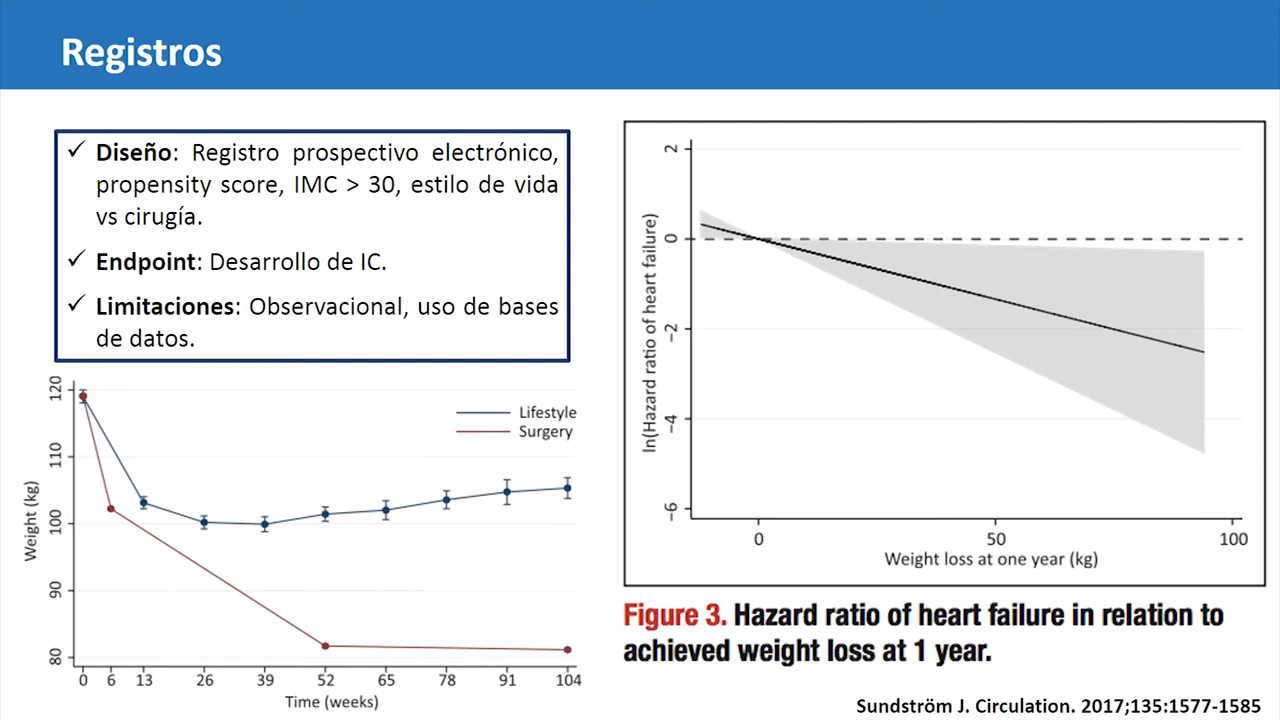 Registros
✓ Diseño: Registro prospectivo electrónico,
propensity score, IMC > 30, estilo de vida
vs cirugía.
✓ Endpoint: Desarrollo de IC.
✓ Limitaciones: Observacional, uso de bases
de datos.
120
110
100
90
80
Weight (kg)
Lifestyle
Surgery
0 6 13 26 39 52 65 78 91 104
Time (weeks)
2
0
−2
−4
−6
ln(Hazard ratio of heart failure)
0 50 100
Weight loss at one year (kg)
Figure 3. Hazard ratio of heart failure in relation to
achieved weight loss at 1 year.
Sundström J. Circulation. 2017;135:1577-1585